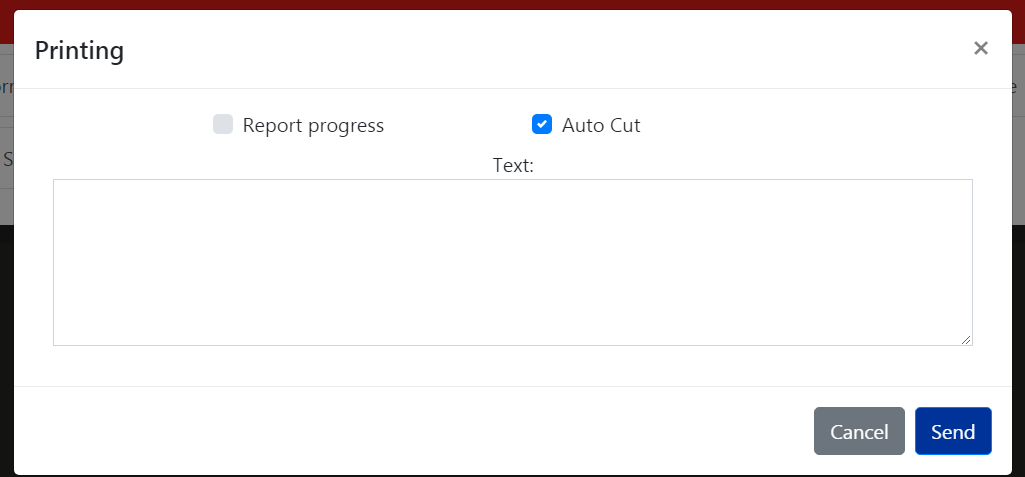 Printing
Report progress
Auto Cut
Text:
Cancel
Send